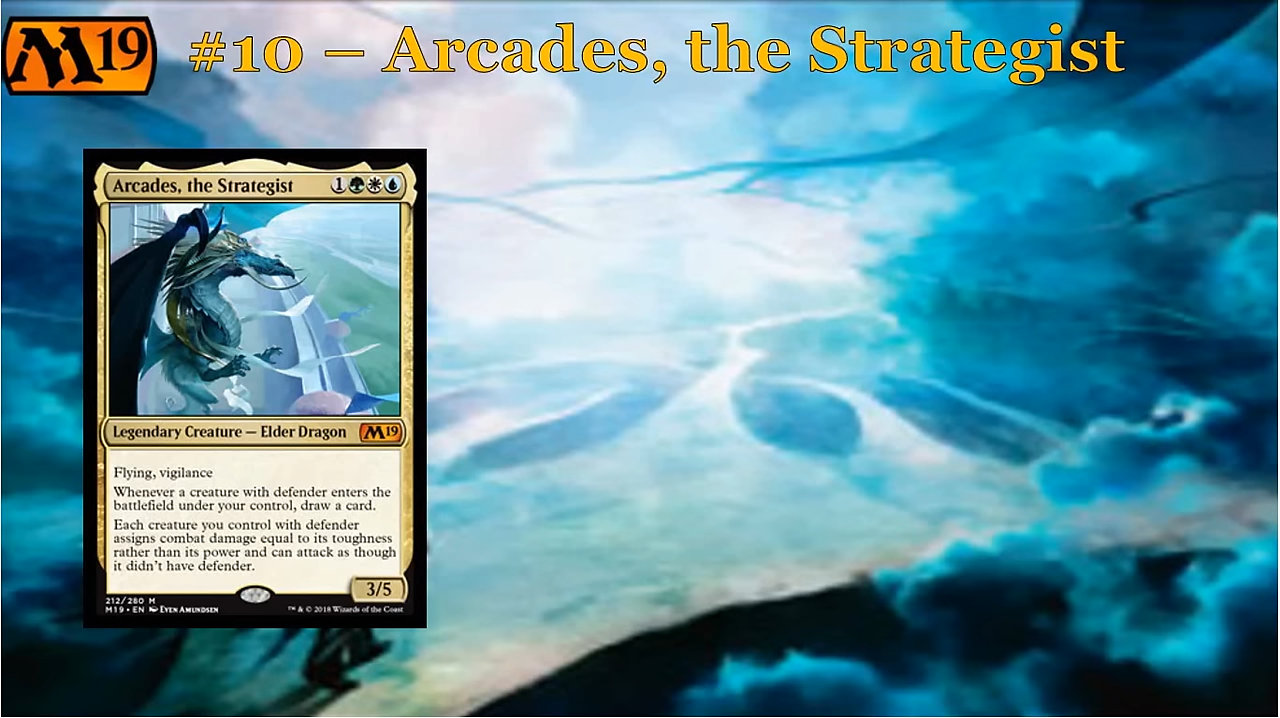 M19
#10 – Arcades, the Strategist
Arcades, the Strategist 1
Legendary Creature — Elder Dragon M19
Flying, vigilance
Whenever a creature with defender enters the
battlefield under your control, draw a card.
Each creature you control with defender
assigns combat damage equal to its toughness
rather than its power and can attack as though
it didn't have defender.
3/5
212/280 M
M19 • EN Even Amundsen ™ & © 2018 Wizards of the Coast